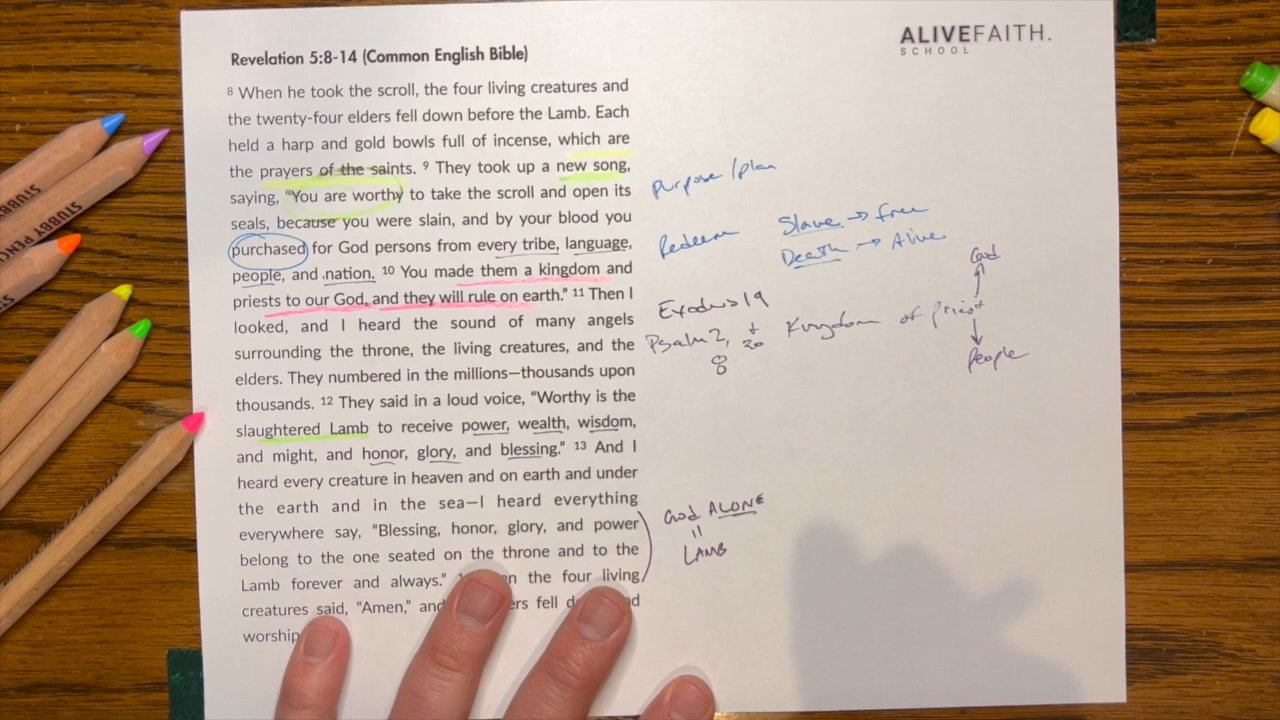 ALIVEFAITH.
SCHOOL
Revelation 5:8-14 (Common English Bible)
8 When he took the scroll, the four living creatures and
the twenty-four elders fell down before the Lamb. Each
held a harp and gold bowls full of incense, which are
the prayers of the saints. 9 They took up a new song,
saying, "You are worthy to take the scroll and open its
seals, because you were slain, and by your blood you
purchased for God persons from every tribe, language,
people, and nation. 10 You made them a kingdom and
priests to our God, and they will rule on earth." 11 Then I
looked, and I heard the sound of many angels
surrounding the throne, the living creatures, and the
elders. They numbered in the millions—thousands upon
thousands. 12 They said in a loud voice, "Worthy is the
slaughtered Lamb to receive power, wealth, wisdom,
and might, and honor, glory, and blessing." 13 And I
heard every creature in heaven and on earth and under
the earth and in the sea—I heard everything
everywhere say, "Blessing, honor, glory, and power
belong to the one seated on the throne and to the
Lamb forever and always." the four living
creatures said, "Amen," and fell
worship
Purpose/plan
Redeem
Slave → Free
Death → Alive
God
Exodus 19
Psalm 2, + Kingdom of priest
8 20
People
God ALONE
=
LAMB
STUBBY
STUBBY PENC